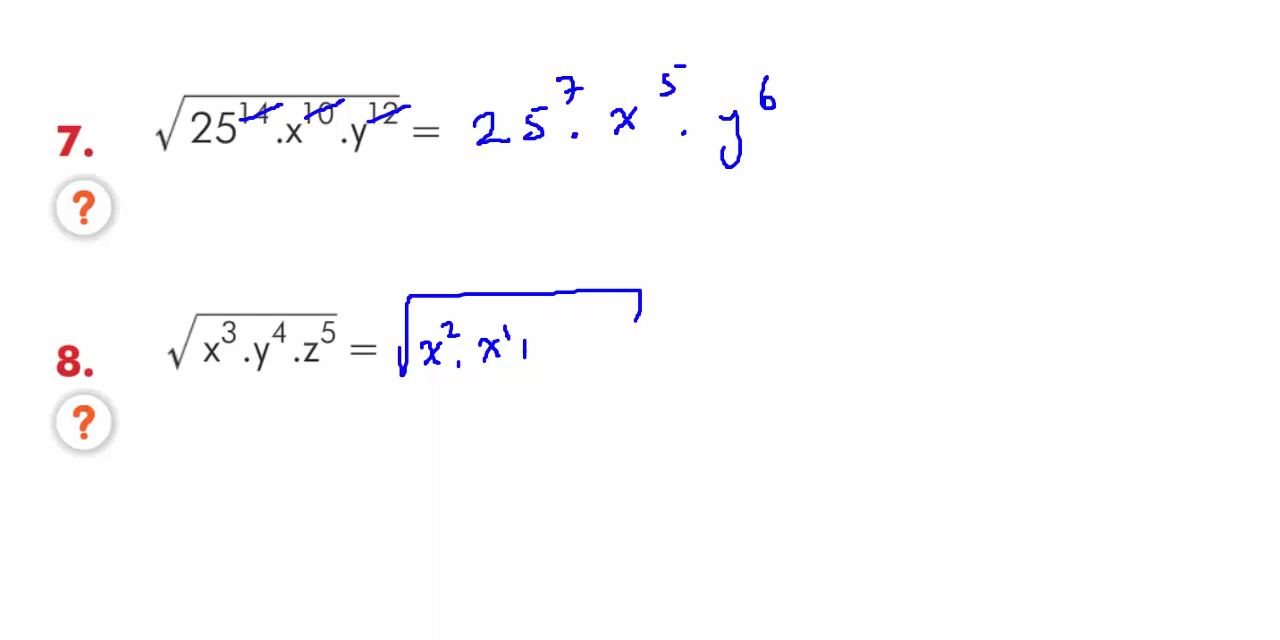 7. √25¹⁴.x¹⁰.y¹² = 25⁷. x⁵. y⁶
?
8. √x³.y⁴.z⁵ = √x². x¹
?